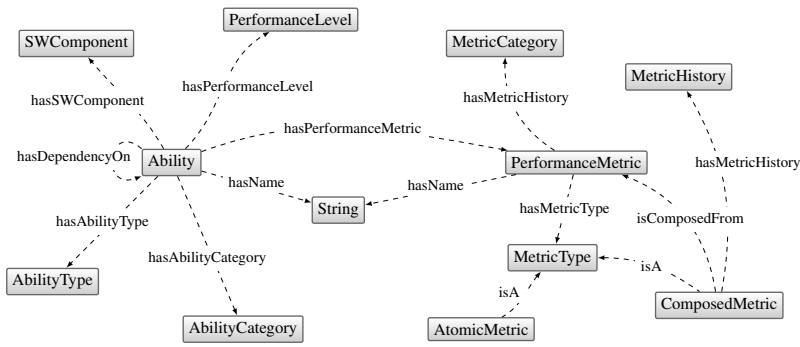 PerformanceLevel
SWComponent
MetricCategory
MetricHistory
hasSWComponent
hasPerformanceLevel
hasMetricHistory
hasPerformanceMetric
hasDependencyOn
Ability
PerformanceMetric
hasMetricHistory
hasName
hasName
String
hasMetricType
isComposedFrom
hasAbilityType
hasAbilityCategory
MetricType
isA
AbilityType
isA
ComposedMetric
AbilityCategory
AtomicMetric